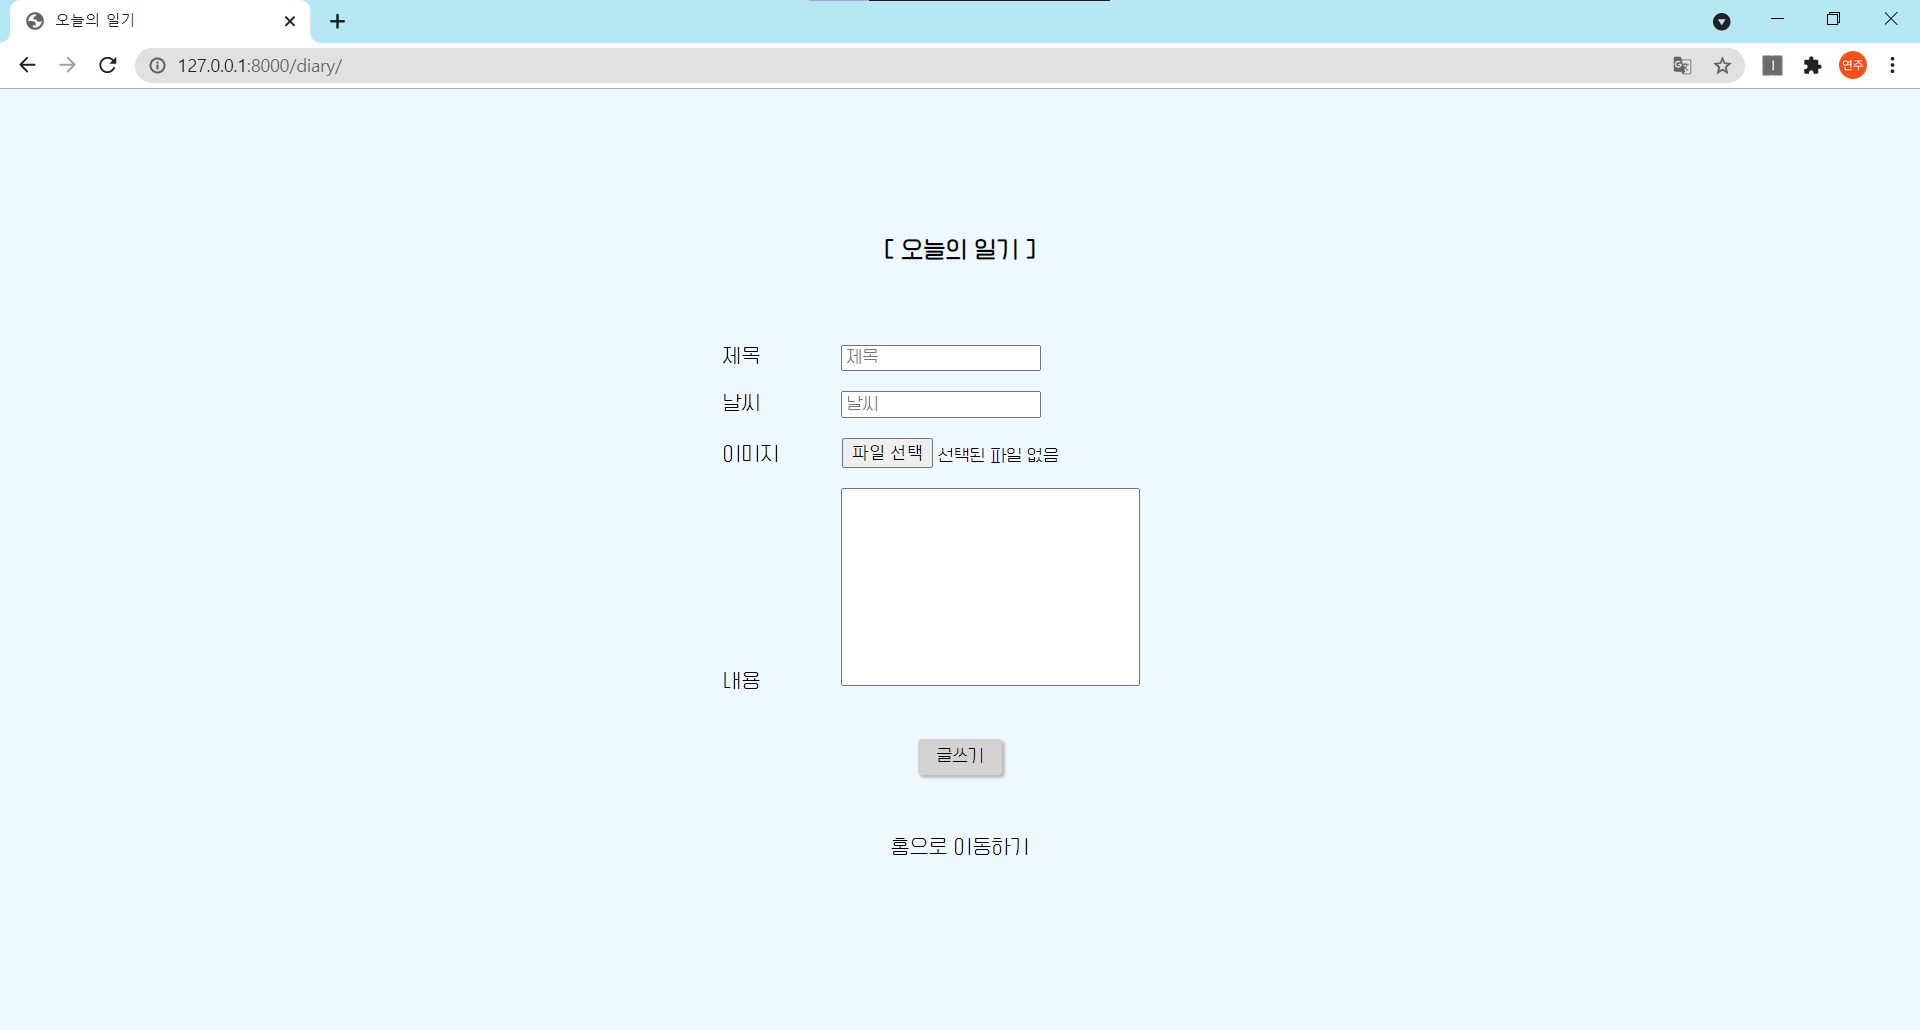 오늘의 일기
127.0.0.1:8000/diary/
연주
[ 오늘의 일기 ]
제목 제목
날씨 날씨
이미지 파일 선택 선택된 파일 없음
내용
글쓰기
홈으로 이동하기